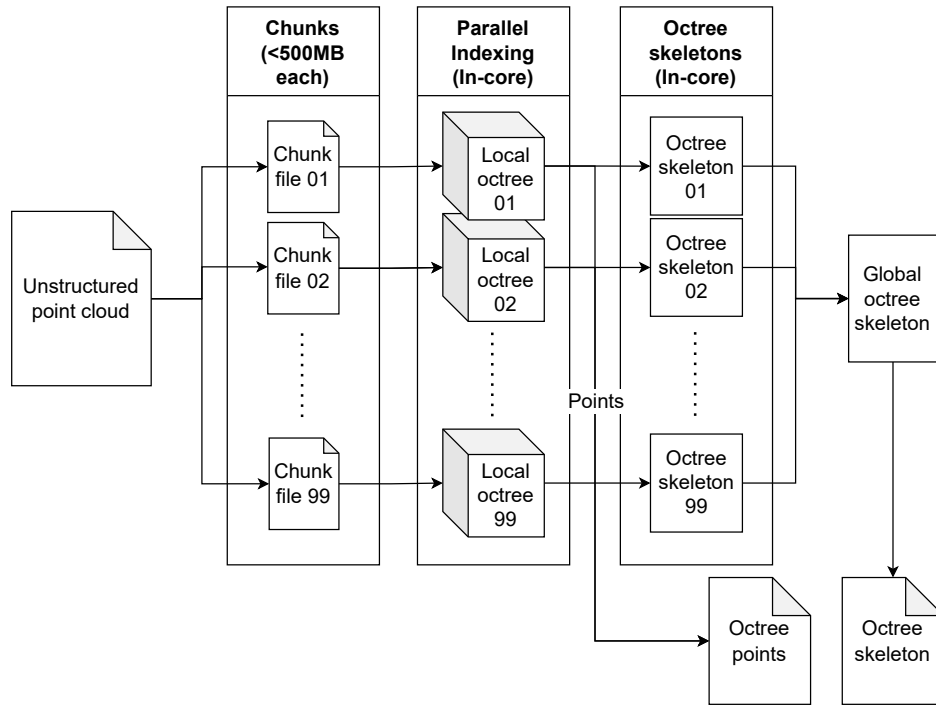 Chunks
(<500MB
each)
Parallel
Indexing
(In-core)
Octree
skeletons
(In-core)
Unstructured
point cloud
Chunk
file 01
Chunk
file 02
Chunk
file 99
Local
octree
01
Local
octree
02
Local
octree
99
Points
Octree
skeleton
01
Octree
skeleton
02
Octree
skeleton
99
Global
octree
skeleton
Octree
points
Octree
skeleton